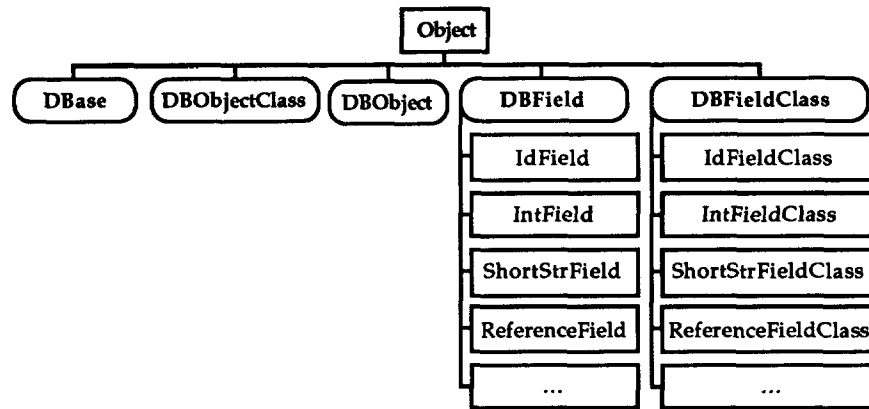 Object
DBase
DBObjectClass
DBObject
DBField
DBFieldClass
IdField
IdFieldClass
IntField
IntFieldClass
ShortStrField
ShortStrFieldClass
ReferenceField
ReferenceFieldClass
...
...